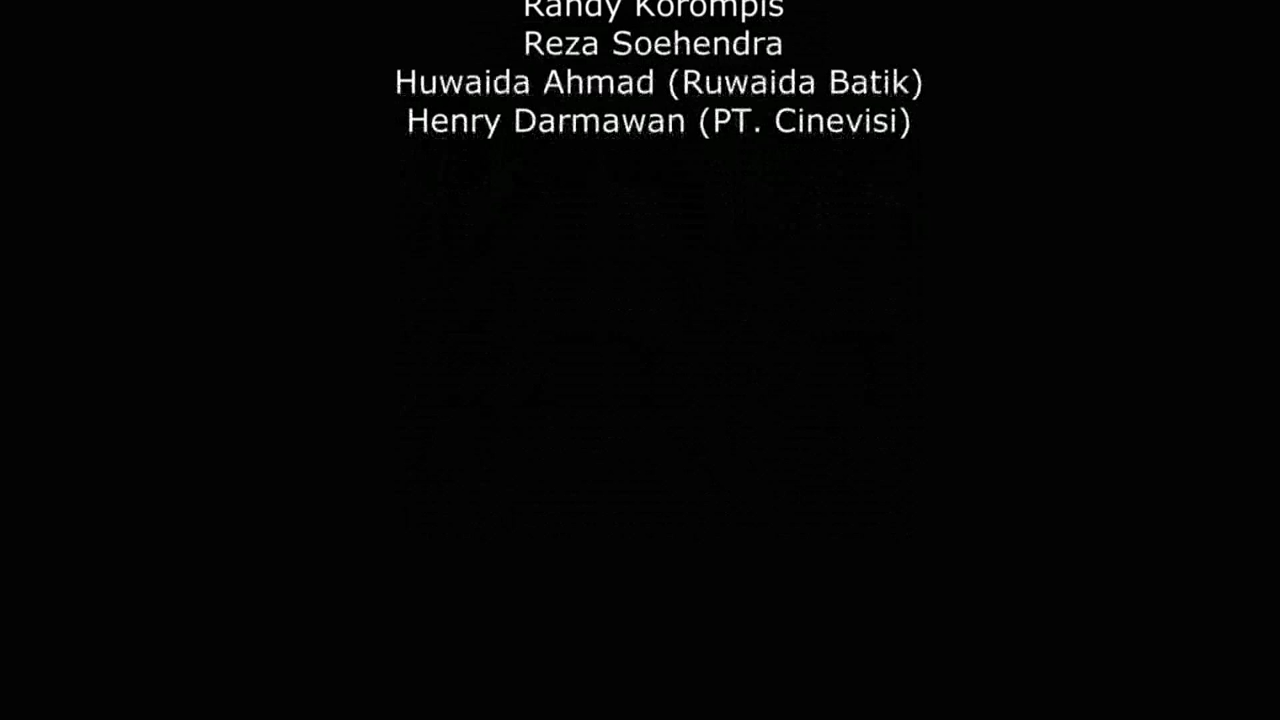 Randy Korompis
Reza Soehendra
Huwaida Ahmad (Ruwaida Batik)
Henry Darmawan (PT. Cinevisi)